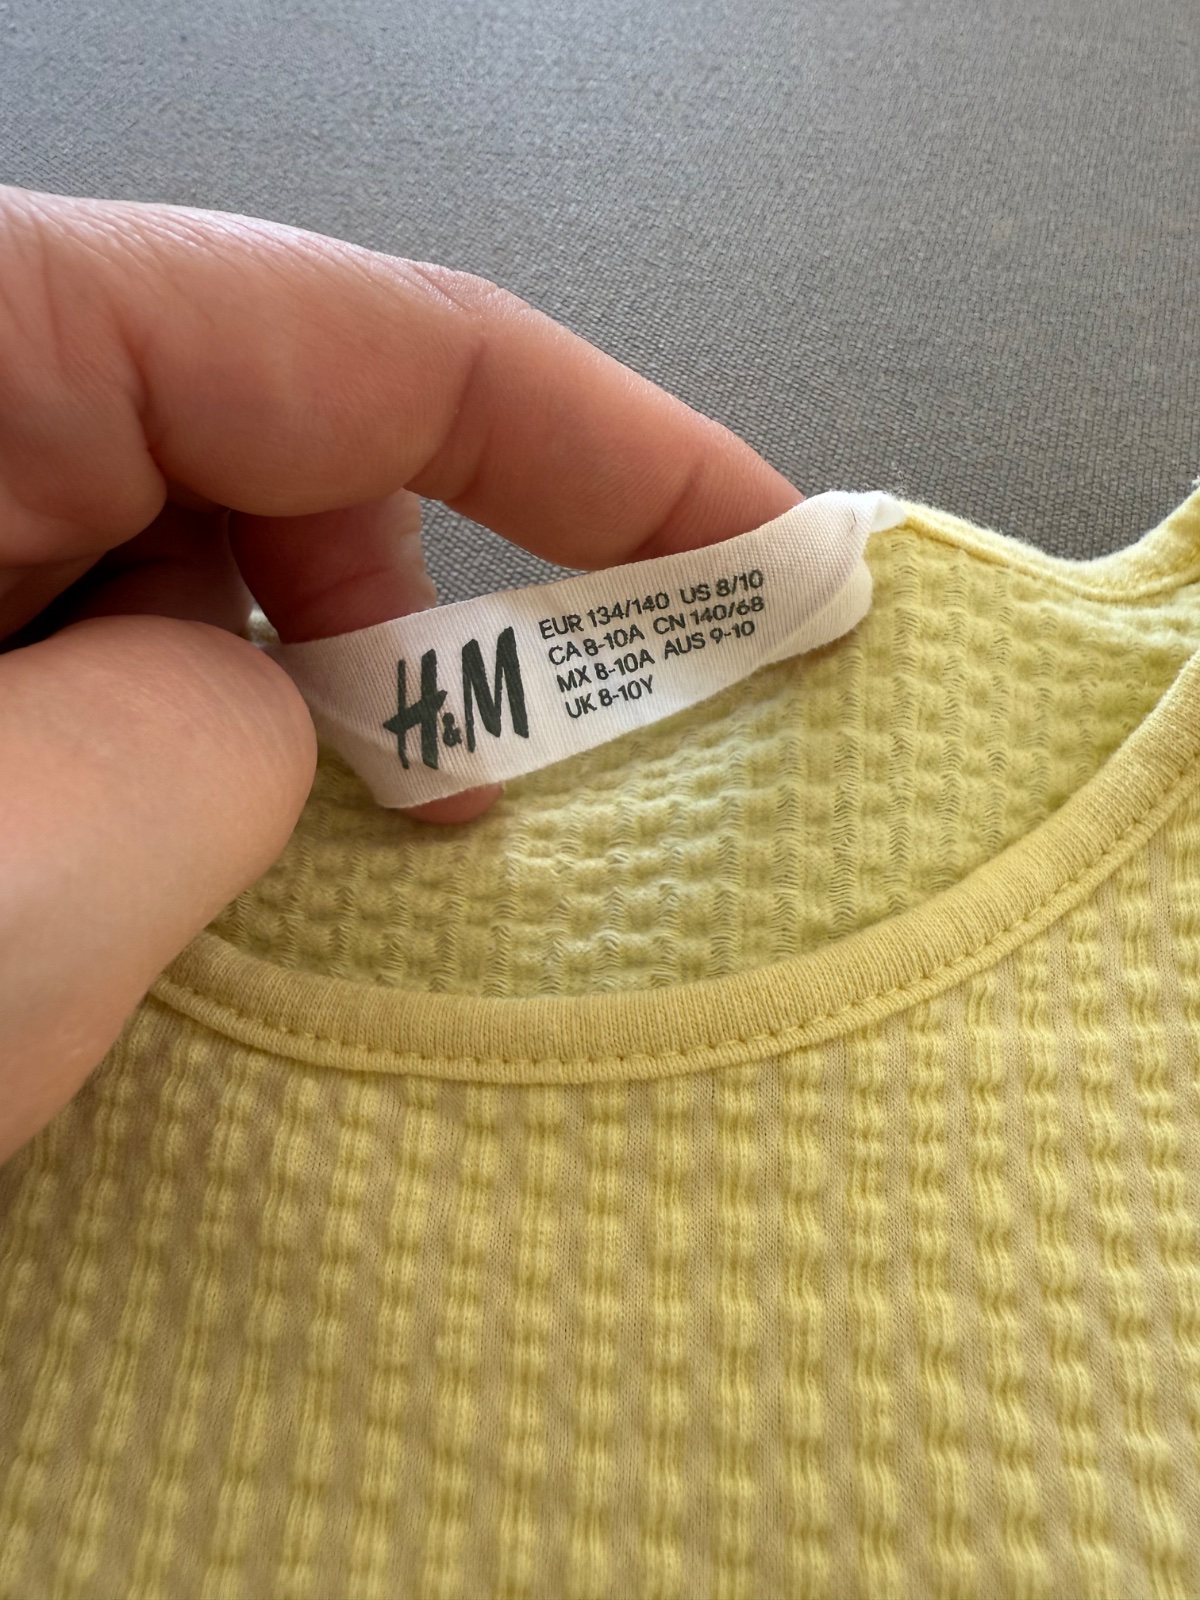 H&M
EUR 134/140 US 8/10
CA 8-10A CN 140/68
MX 8-10A AUS 9-10
UK 8-10Y